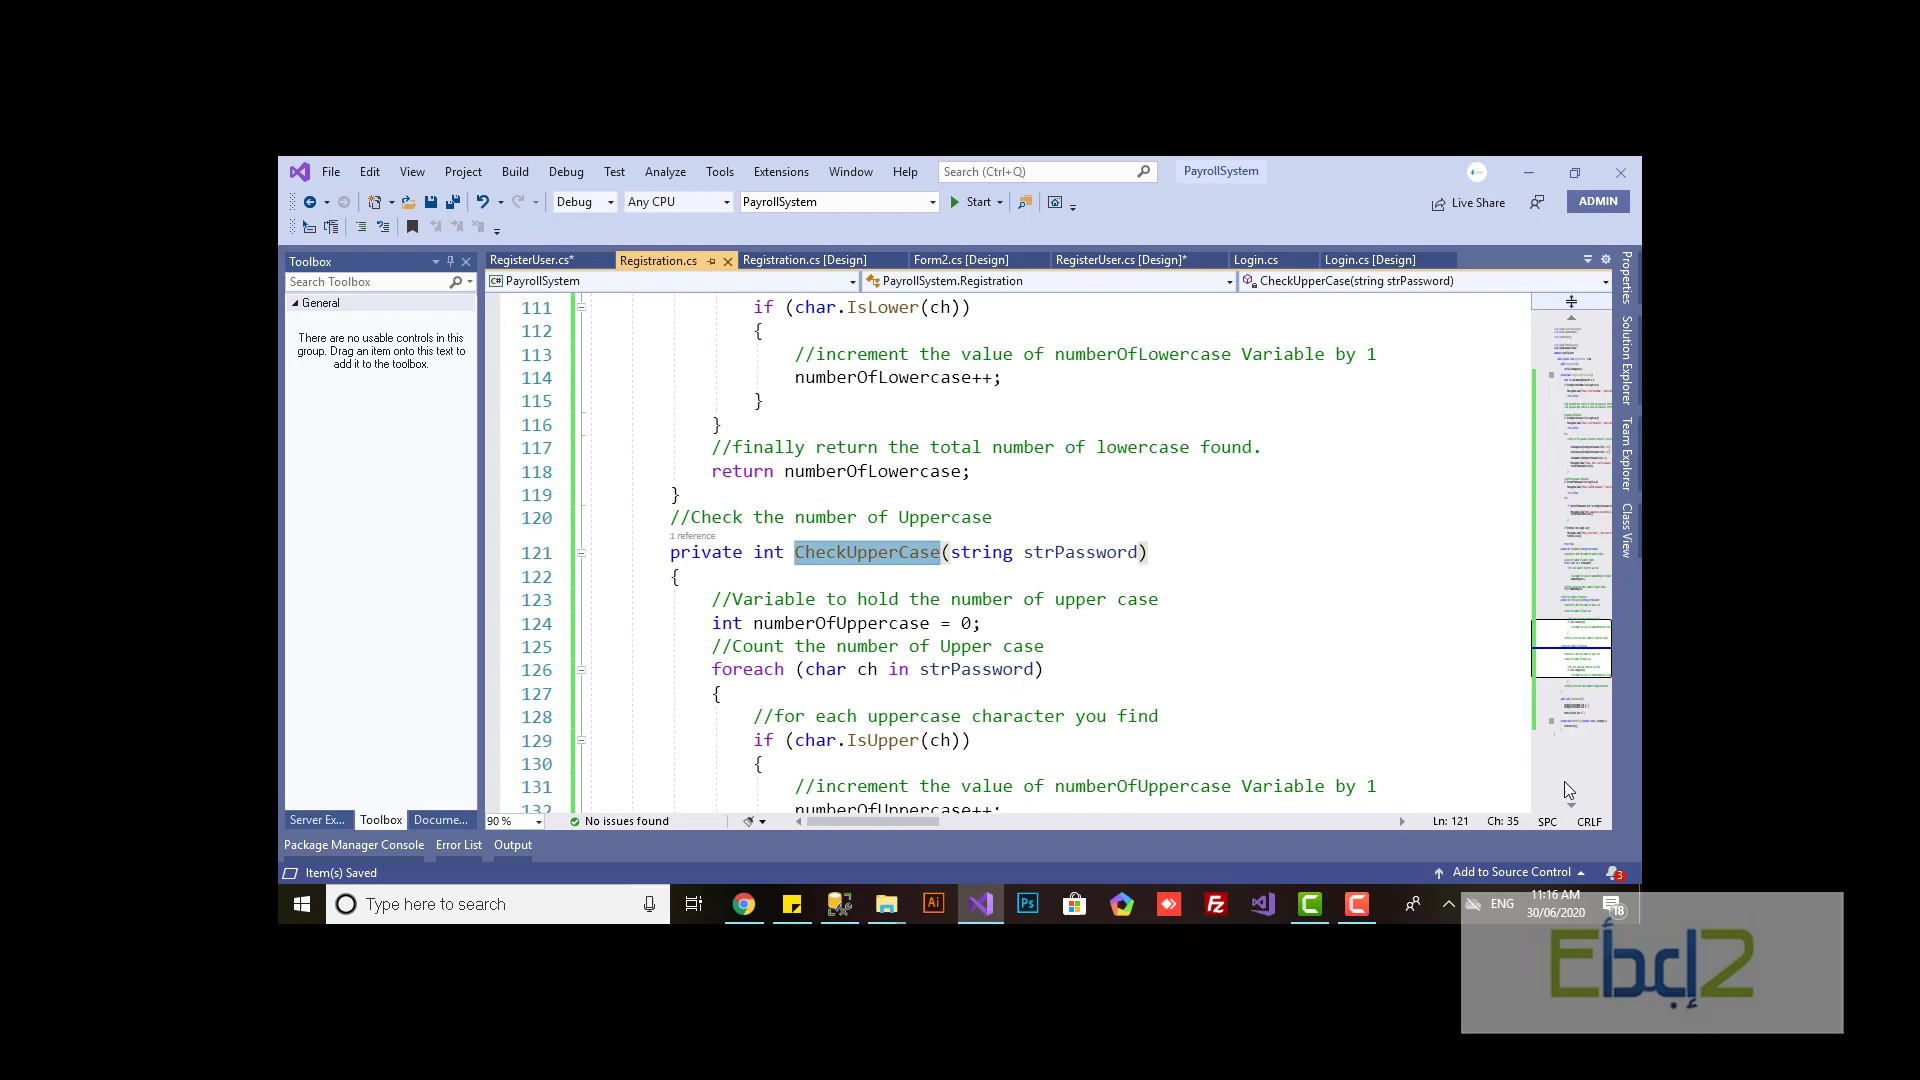 File Edit View Project Build Debug Test Analyze Tools Extensions Window Help Search (Ctrl+Q) PayrollSystem
Debug Any CPU PayrollSystem Start Live Share ADMIN
Toolbox
Search Toolbox
General
There are no usable controls in this
group. Drag an item onto this text to
add it to the toolbox.
Server Ex... Toolbox Docume...
RegisterUser.cs* Registration.cs Registration.cs [Design] Form2.cs [Design] RegisterUser.cs [Design]* Login.cs Login.cs [Design]
PayrollSystem PayrollSystem.Registration CheckUpperCase(string strPassword)
111 if (char.IsLower(ch))
112 {
113 //increment the value of numberOfLowercase Variable by 1
114 numberOfLowercase++;
115 }
116 }
117 //finally return the total number of lowercase found.
118 return numberOfLowercase;
119 }
120 //Check the number of Uppercase
1 reference
121 private int CheckUpperCase(string strPassword)
122 {
123 //Variable to hold the number of upper case
124 int numberOfUppercase = 0;
125 //Count the number of Upper case
126 foreach (char ch in strPassword)
127 {
128 //for each uppercase character you find
129 if (char.IsUpper(ch))
130 {
131 //increment the value of numberOfUppercase Variable by 1
132 numberOfUppercase++;
90 % No issues found Ln: 121 Ch: 35 SPC CRLF
Properties
Solution Explorer
Team Explorer
Class View
Package Manager Console Error List Output
Item(s) Saved Add to Source Control 3
Type here to search Ai Ps Fz ENG 11:16 AM
30/06/2020 18
Eإبدأ2